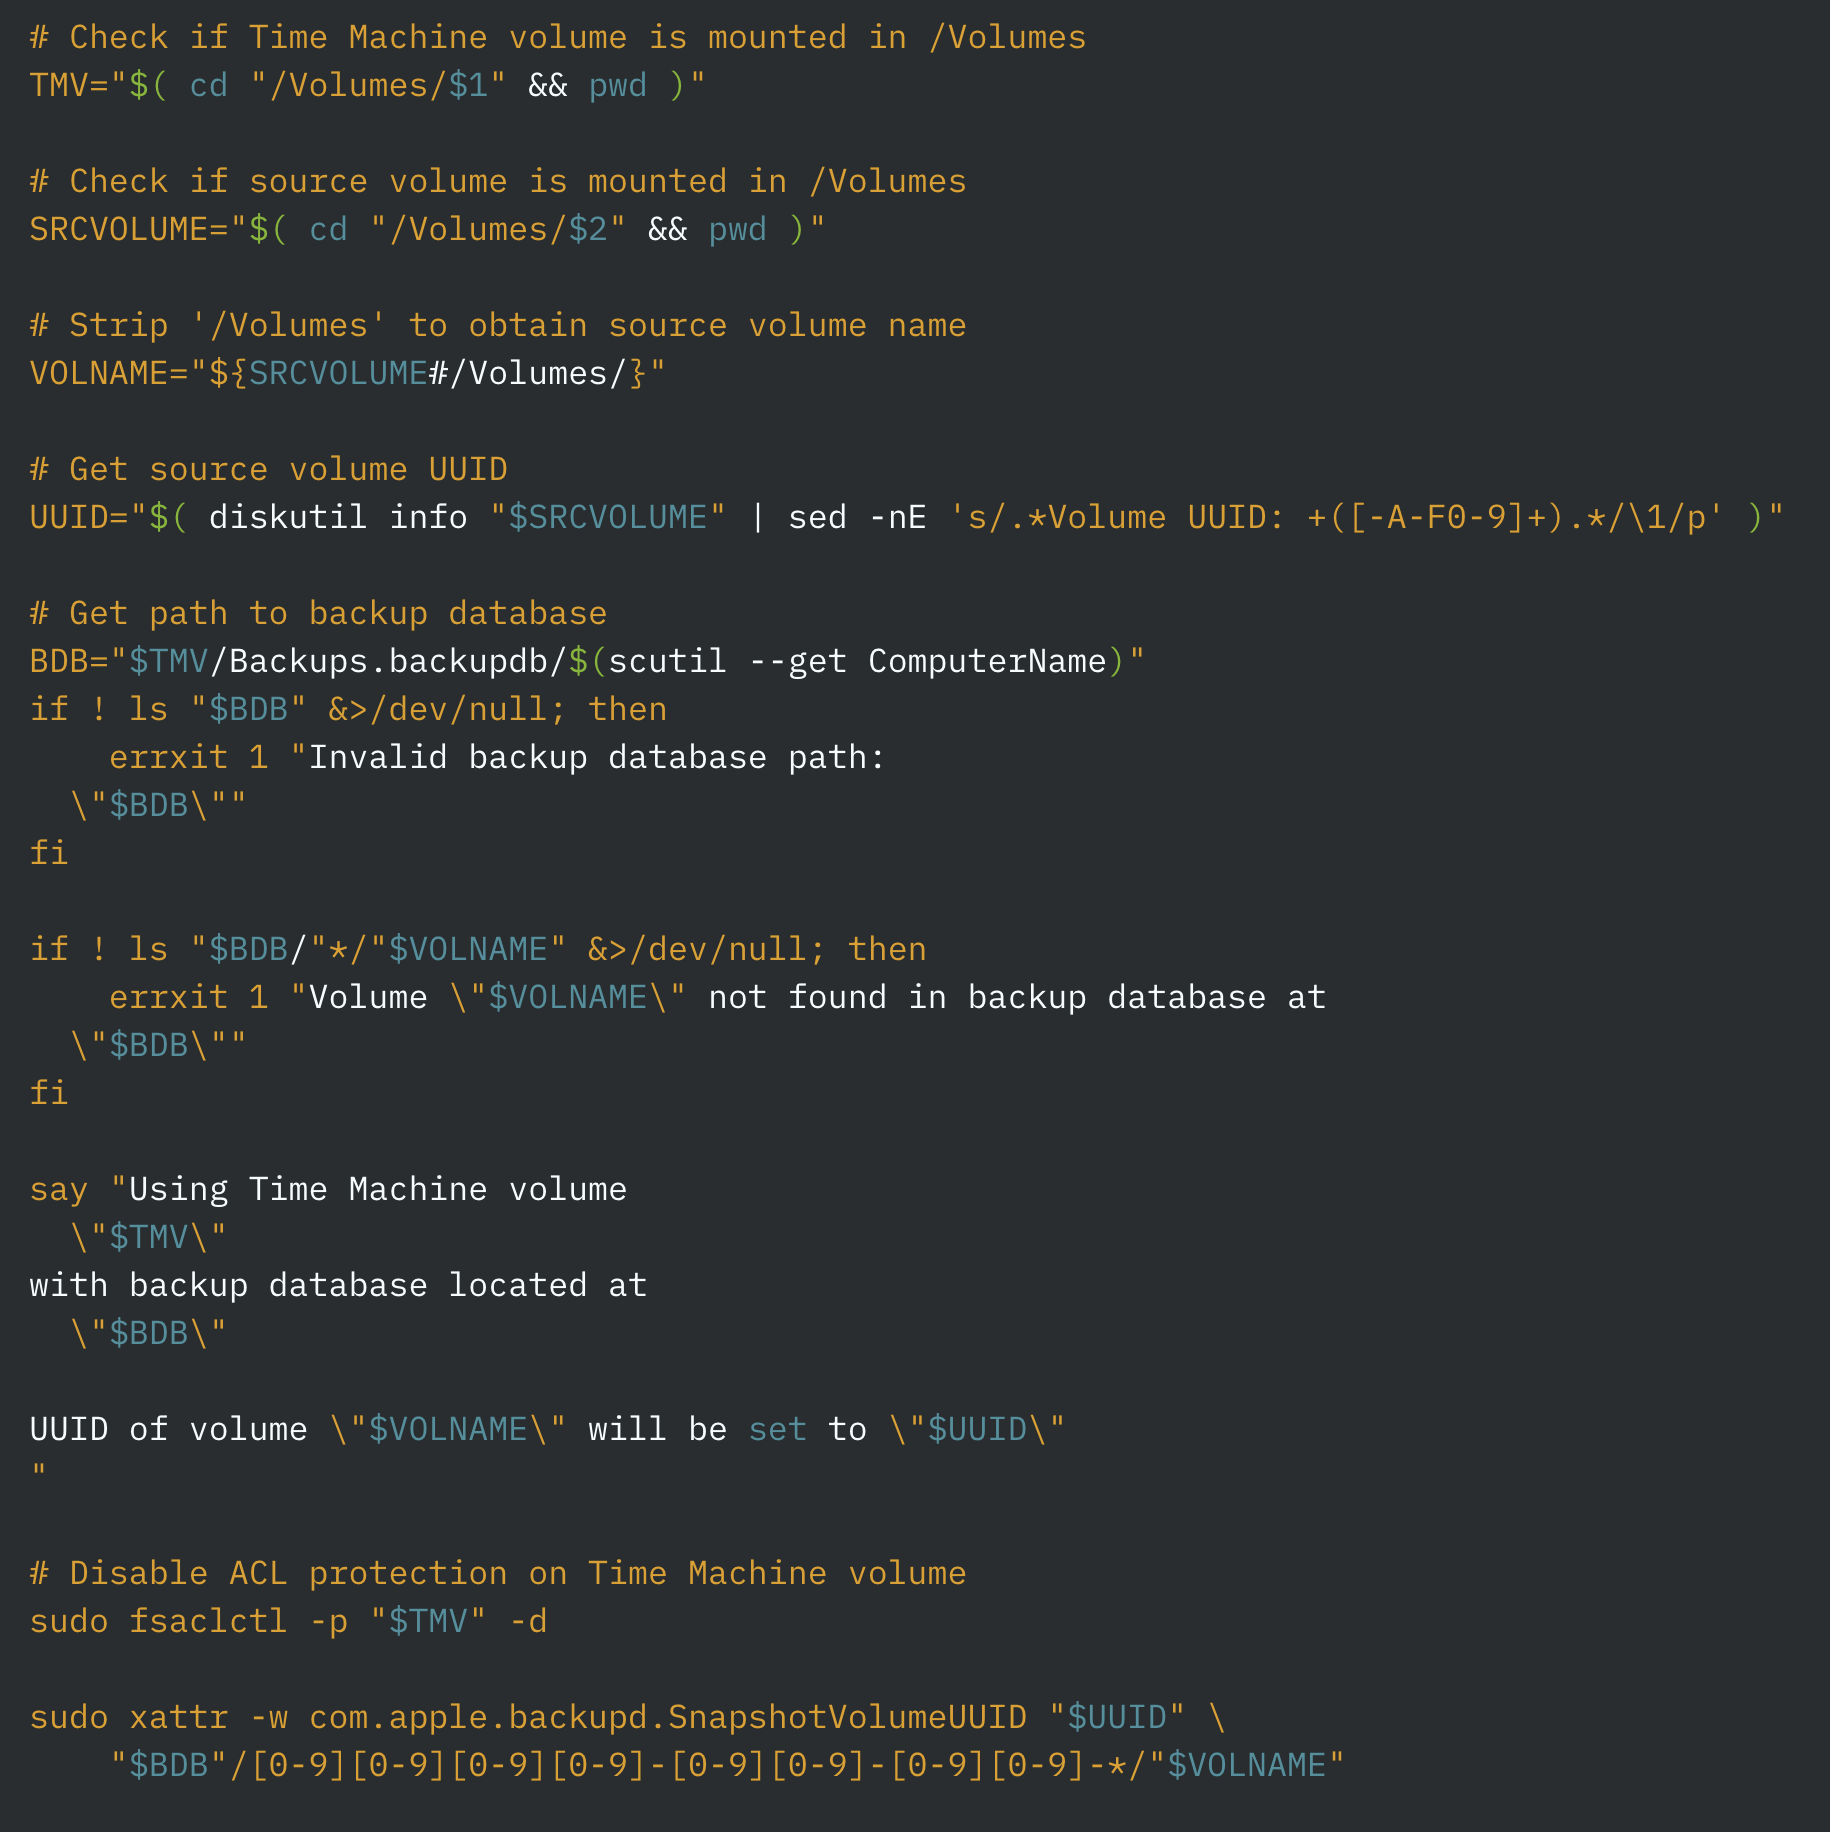 # Check if Time Machine volume is mounted in /Volumes
TMV="$( cd "/Volumes/$1" && pwd )"
# Check if source volume is mounted in /Volumes
SRCVOLUME="$( cd "/Volumes/$2" && pwd )"
# Strip '/Volumes' to obtain source volume name
VOLNAME="${SRCVOLUME#/Volumes/}"
# Get source volume UUID
UUID="$( diskutil info "$SRCVOLUME" | sed -nE 's/.*Volume UUID: +([-A-F0-9]+).*/\1/p' )"
# Get path to backup database
BDB="$TMV/Backups.backupdb/$(scutil --get ComputerName)"
if ! ls "$BDB" &>/dev/null; then
    errxit 1 "Invalid backup database path:
  \"$BDB\""
fi
if ! ls "$BDB/"*/"$VOLNAME" &>/dev/null; then
    errxit 1 "Volume \"$VOLNAME\" not found in backup database at
  \"$BDB\""
fi
say "Using Time Machine volume
  \"$TMV\"
with backup database located at
  \"$BDB\"
UUID of volume \"$VOLNAME\" will be set to \"$UUID\"
"
# Disable ACL protection on Time Machine volume
sudo fsaclctl -p "$TMV" -d
sudo xattr -w com.apple.backupd.SnapshotVolumeUUID "$UUID" \
    "$BDB"/[0-9][0-9][0-9][0-9]-[0-9][0-9]-[0-9][0-9]-*/"$VOLNAME"